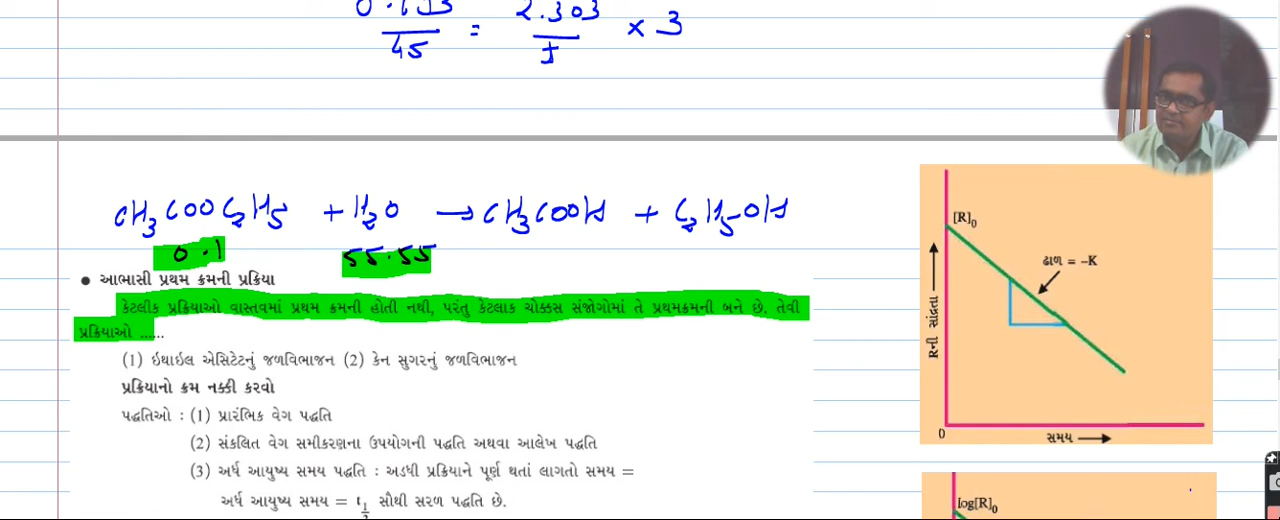 0.693/45 = 2.303/t × 3
CH3COOC2H5 + H2O → CH3COOH + C2H5OH
0.1 55.55
● આભાસી પ્રથમ ક્રમની પ્રક્રિયા
કેટલીક પ્રક્રિયાઓ વાસ્તવમાં પ્રથમ ક્રમની હોતી નથી, પરંતુ કેટલાક ચોક્કસ સંજોગોમાં તે પ્રથમક્રમની બને છે. તેવી
પ્રક્રિયાઓ ......
(1) ઇથાઇલ એસિટેટનું જળવિભાજન (2) કેન સુગરનું જળવિભાજન
પ્રક્રિયાનો ક્રમ નક્કી કરવો
પદ્ધતિઓ : (1) પ્રારંભિક વેગ પદ્ધતિ
(2) સંકલિત વેગ સમીકરણના ઉપયોગની પદ્ધતિ અથવા આલેખ પદ્ધતિ
(3) અર્ધ આયુષ્ય સમય પદ્ધતિ : અડધી પ્રક્રિયાને પૂર્ણ થતાં લાગતો સમય =
અર્ધ આયુષ્ય સમય = t1/2 સૌથી સરળ પદ્ધતિ છે.
[R]0
ઢાળ = -K
Rની સાંદ્રતા
0
સમય
log[R]0